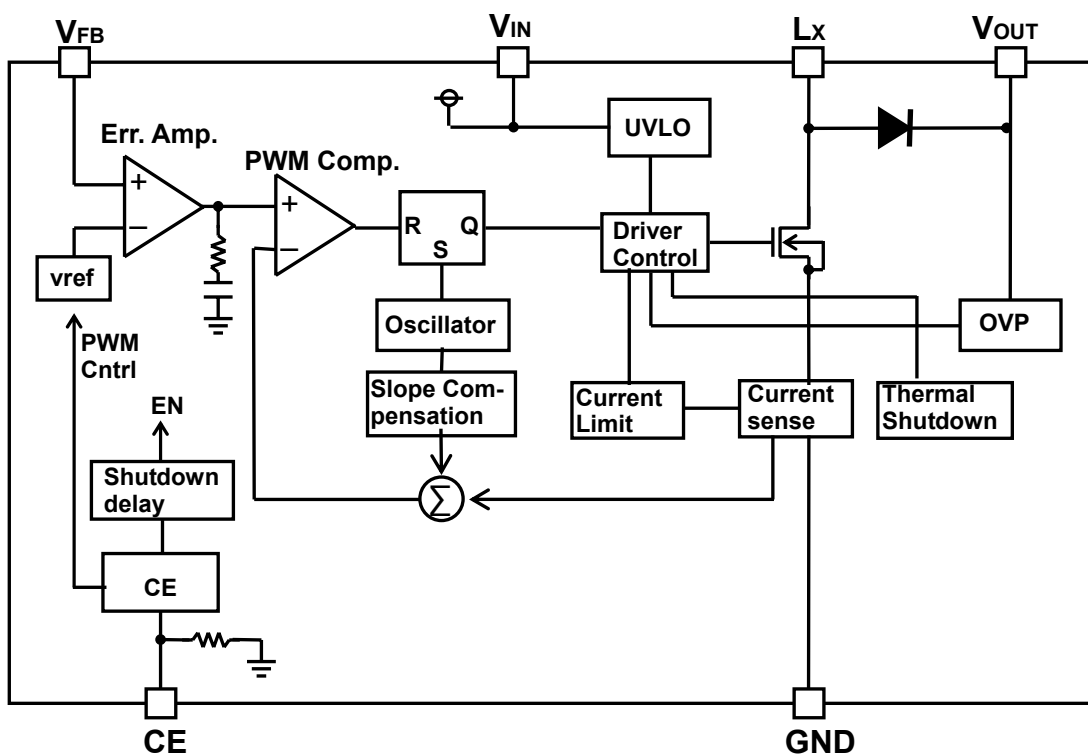 VFB
VIN
LX
VOUT
Err. Amp.
PWM Comp.
UVLO
+
−
+
−
R
Q
S
Driver
Control
vref
Oscillator
OVP
PWM
Cntrl
Slope Com-
pensation
Current
Limit
Current
sense
Thermal
Shutdown
EN
Shutdown
delay
Σ
CE
CE
GND